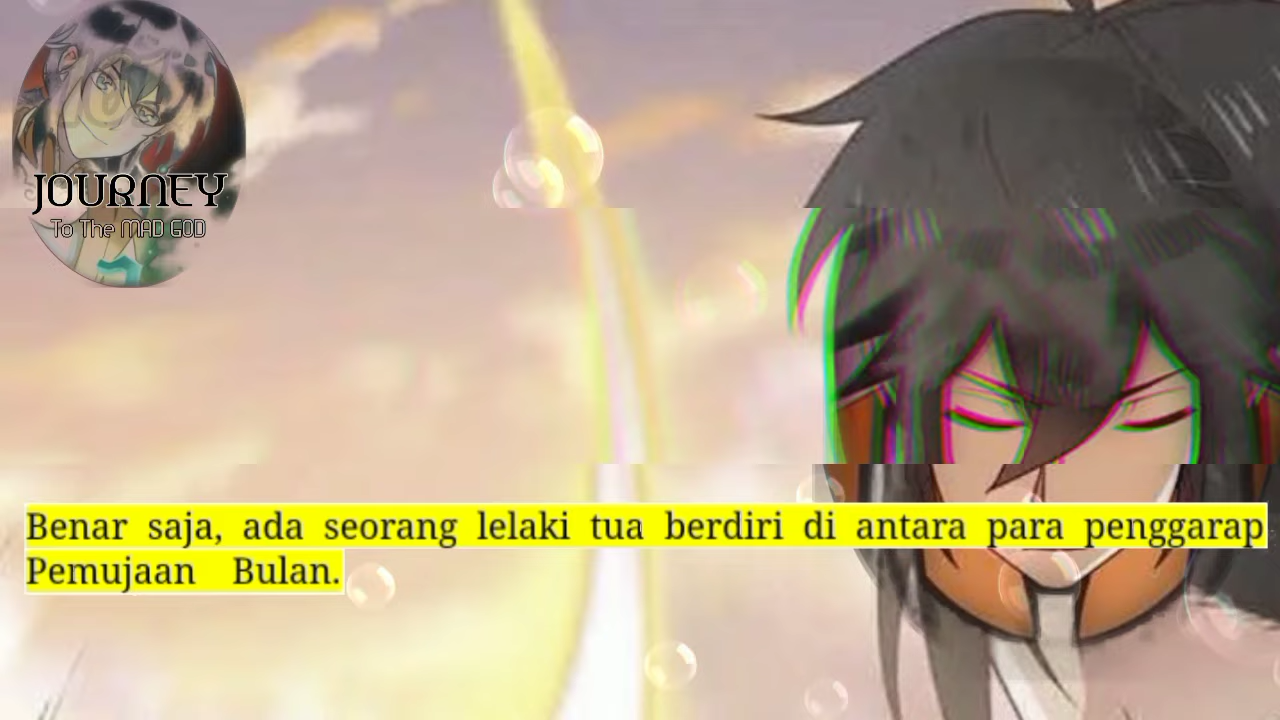 JOURNEY
To The MAD GOD
Benar saja, ada seorang lelaki tua berdiri di antara para penggarap
Pemujaan Bulan.